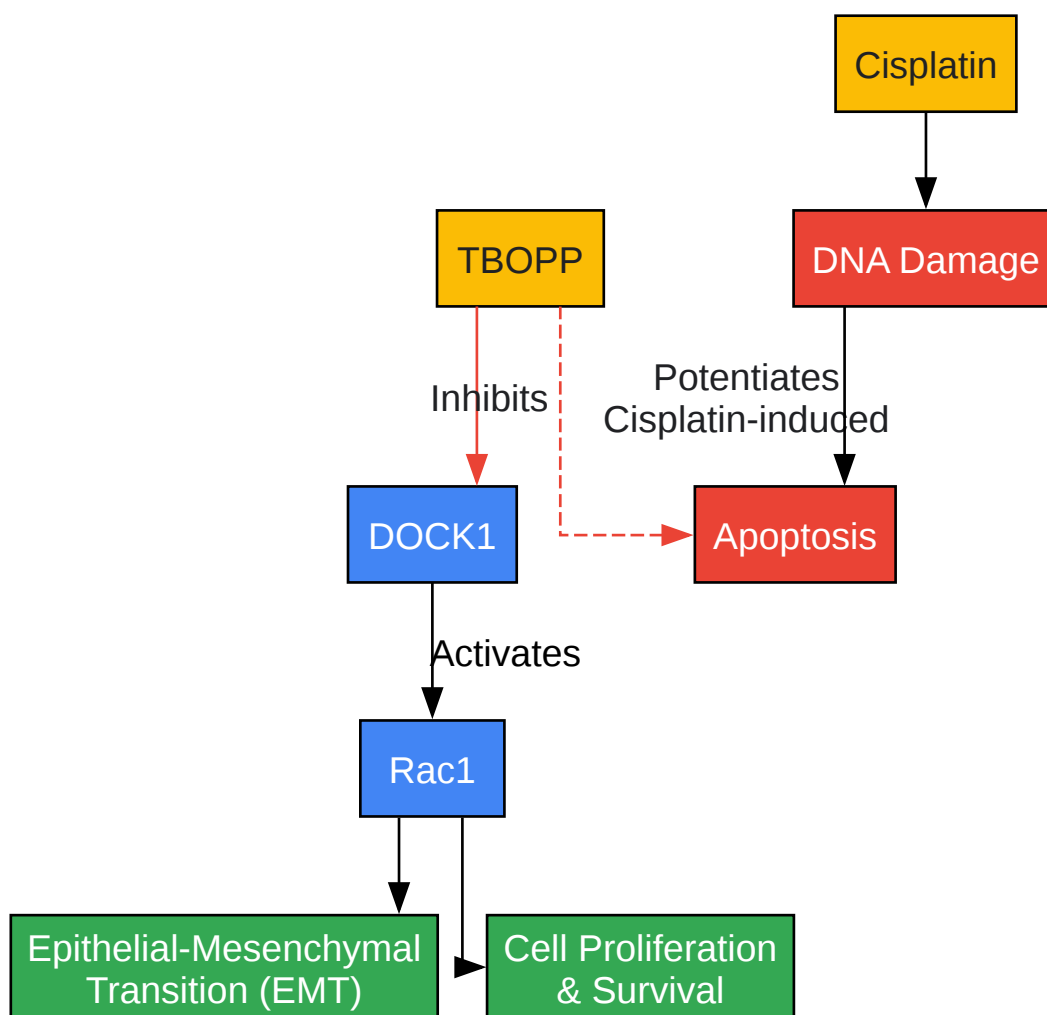 Cisplatin
TBOPP
DNA Damage
Inhibits
Potentiates
Cisplatin-induced
DOCK1
Apoptosis
Activates
Rac1
Epithelial-Mesenchymal
Transition (EMT)
Cell Proliferation
& Survival